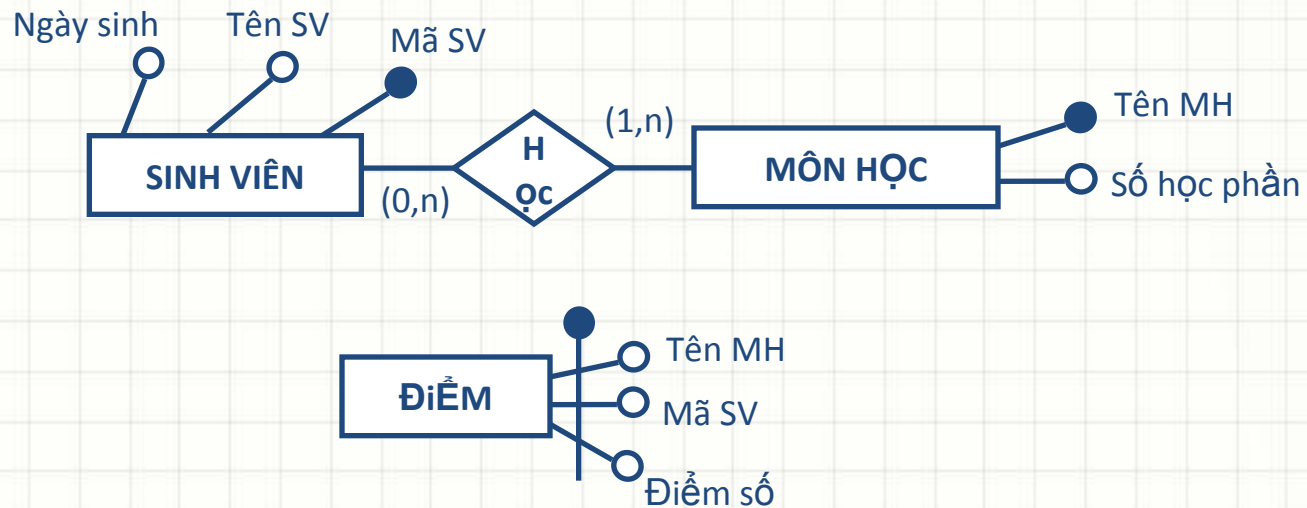 Ngày sinh
Tên SV
Mã SV
SINH VIÊN
(0,n)
H
ọc
(1,n)
MÔN HỌC
Tên MH
Số học phần
ĐiỂM
Tên MH
Mã SV
Điểm số